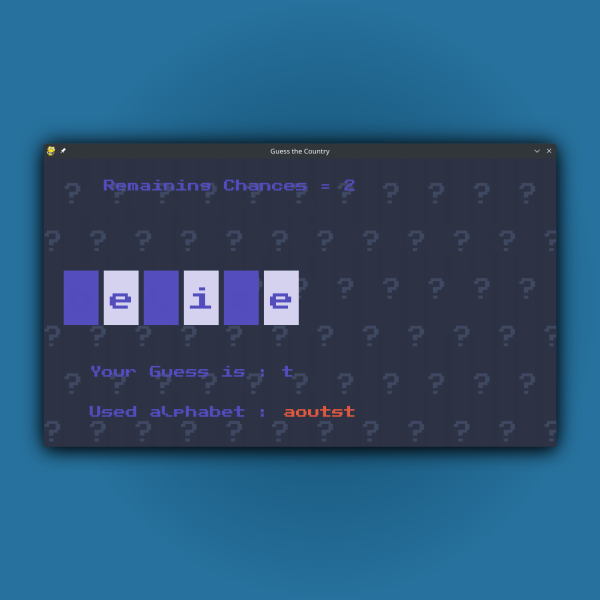 Guess the Country
Remaining Chances = 2
e i e
Your Guess is : t
Used alphabet : aoutst